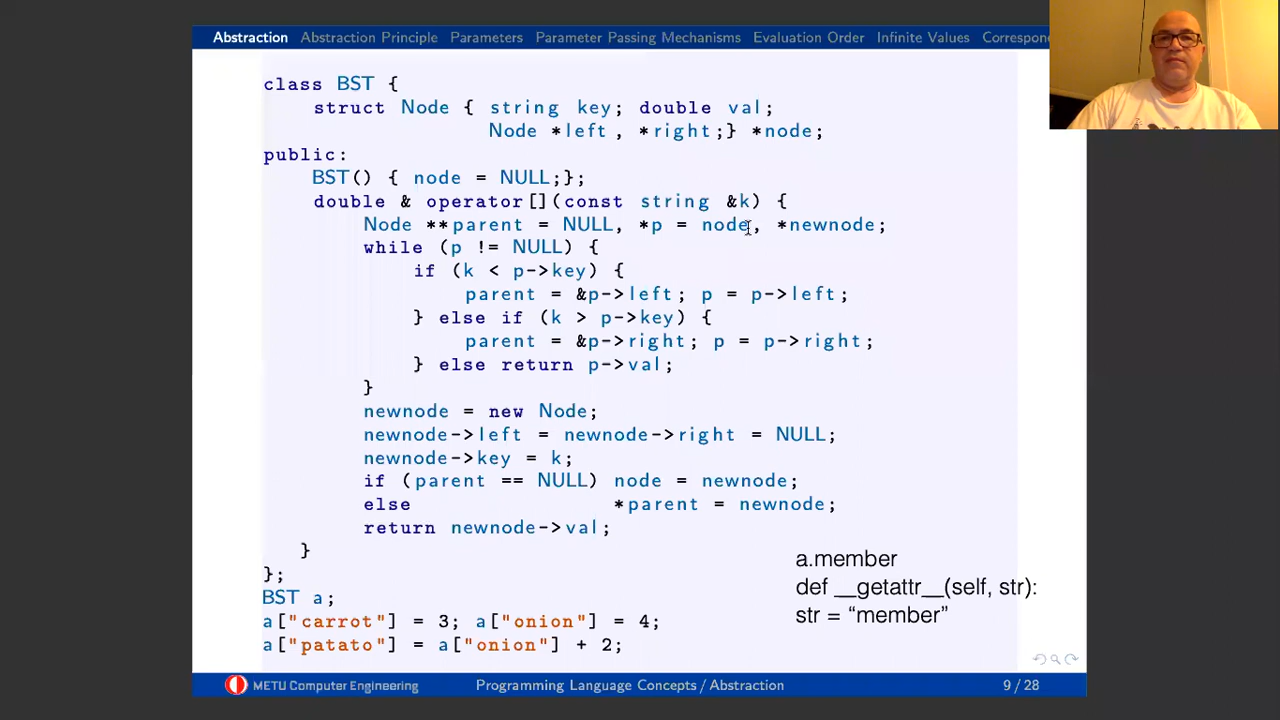 Abstraction Abstraction Principle Parameters Parameter Passing Mechanisms Evaluation Order Infinite Values Correspon
class BST {
struct Node { string key; double val;
Node *left , *right;} *node;
public:
BST() { node = NULL;};
double & operator[](const string &k) {
Node **parent = NULL, *p = node, *newnode;
while (p != NULL) {
if (k < p->key) {
parent = &p->left; p = p->left;
} else if (k > p->key) {
parent = &p->right; p = p->right;
} else return p->val;
}
newnode = new Node;
newnode->left = newnode->right = NULL;
newnode->key = k;
if (parent == NULL) node = newnode;
else *parent = newnode;
return newnode->val;
}
};
BST a;
a["carrot"] = 3; a["onion"] = 4;
a["patato"] = a["onion"] + 2;
a.member
def __getattr__(self, str):
str = “member”
METU Computer Engineering Programming Language Concepts / Abstraction 9 / 28